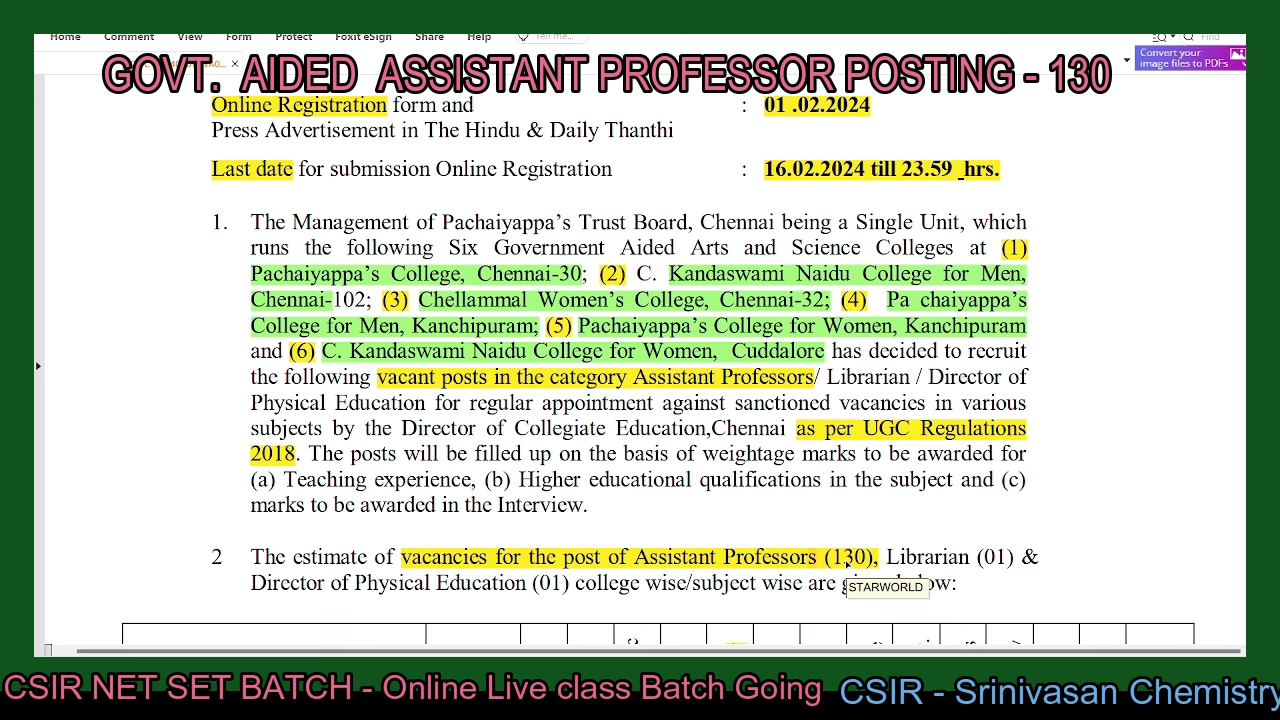 Home Comment View Form Protect Foxit eSign Share Help Tell me... Find
GOVT. AIDED ASSISTANT PROFESSOR POSTING - 130
Convert your
image files to PDFs
Online Registration form and : 01 .02.2024
Press Advertisement in The Hindu & Daily Thanthi
Last date for submission Online Registration : 16.02.2024 till 23.59 hrs.
1. The Management of Pachaiyappa's Trust Board, Chennai being a Single Unit, which
runs the following Six Government Aided Arts and Science Colleges at (1)
Pachaiyappa's College, Chennai-30; (2) C. Kandaswami Naidu College for Men,
Chennai-102; (3) Chellammal Women's College, Chennai-32; (4) Pa chaiyappa's
College for Men, Kanchipuram; (5) Pachaiyappa's College for Women, Kanchipuram
and (6) C. Kandaswami Naidu College for Women, Cuddalore has decided to recruit
the following vacant posts in the category Assistant Professors/ Librarian / Director of
Physical Education for regular appointment against sanctioned vacancies in various
subjects by the Director of Collegiate Education,Chennai as per UGC Regulations
2018. The posts will be filled up on the basis of weightage marks to be awarded for
(a) Teaching experience, (b) Higher educational qualifications in the subject and (c)
marks to be awarded in the Interview.
2 The estimate of vacancies for the post of Assistant Professors (130), Librarian (01) &
Director of Physical Education (01) college wise/subject wise are below:
STARWORLD
CSIR NET SET BATCH - Online Live class Batch Going CSIR - Srinivasan Chemistry